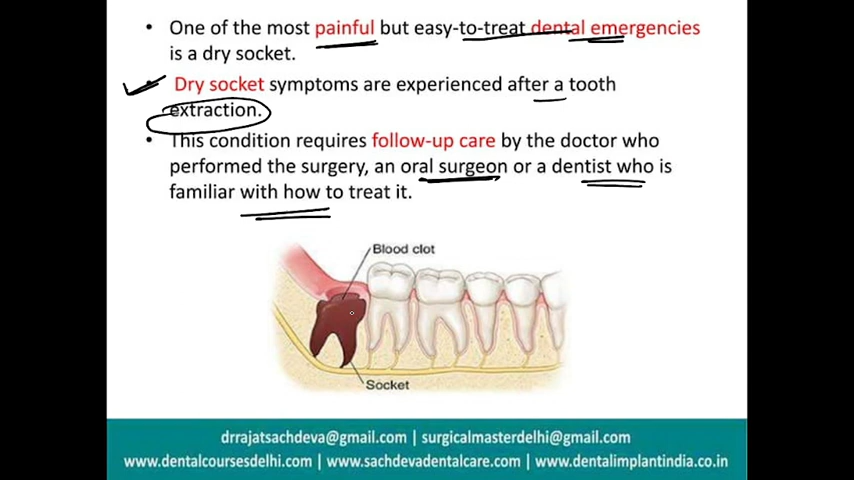 • One of the most painful but easy-to-treat dental emergencies
is a dry socket.
• Dry socket symptoms are experienced after a tooth
extraction.
• This condition requires follow-up care by the doctor who
performed the surgery, an oral surgeon or a dentist who is
familiar with how to treat it.
Blood clot
Socket
drrajatsachdeva@gmail.com | surgicalmasterdelhi@gmail.com
www.dentalcoursesdelhi.com | www.sachdevadentalcare.com | www.dentalimplantindia.co.in